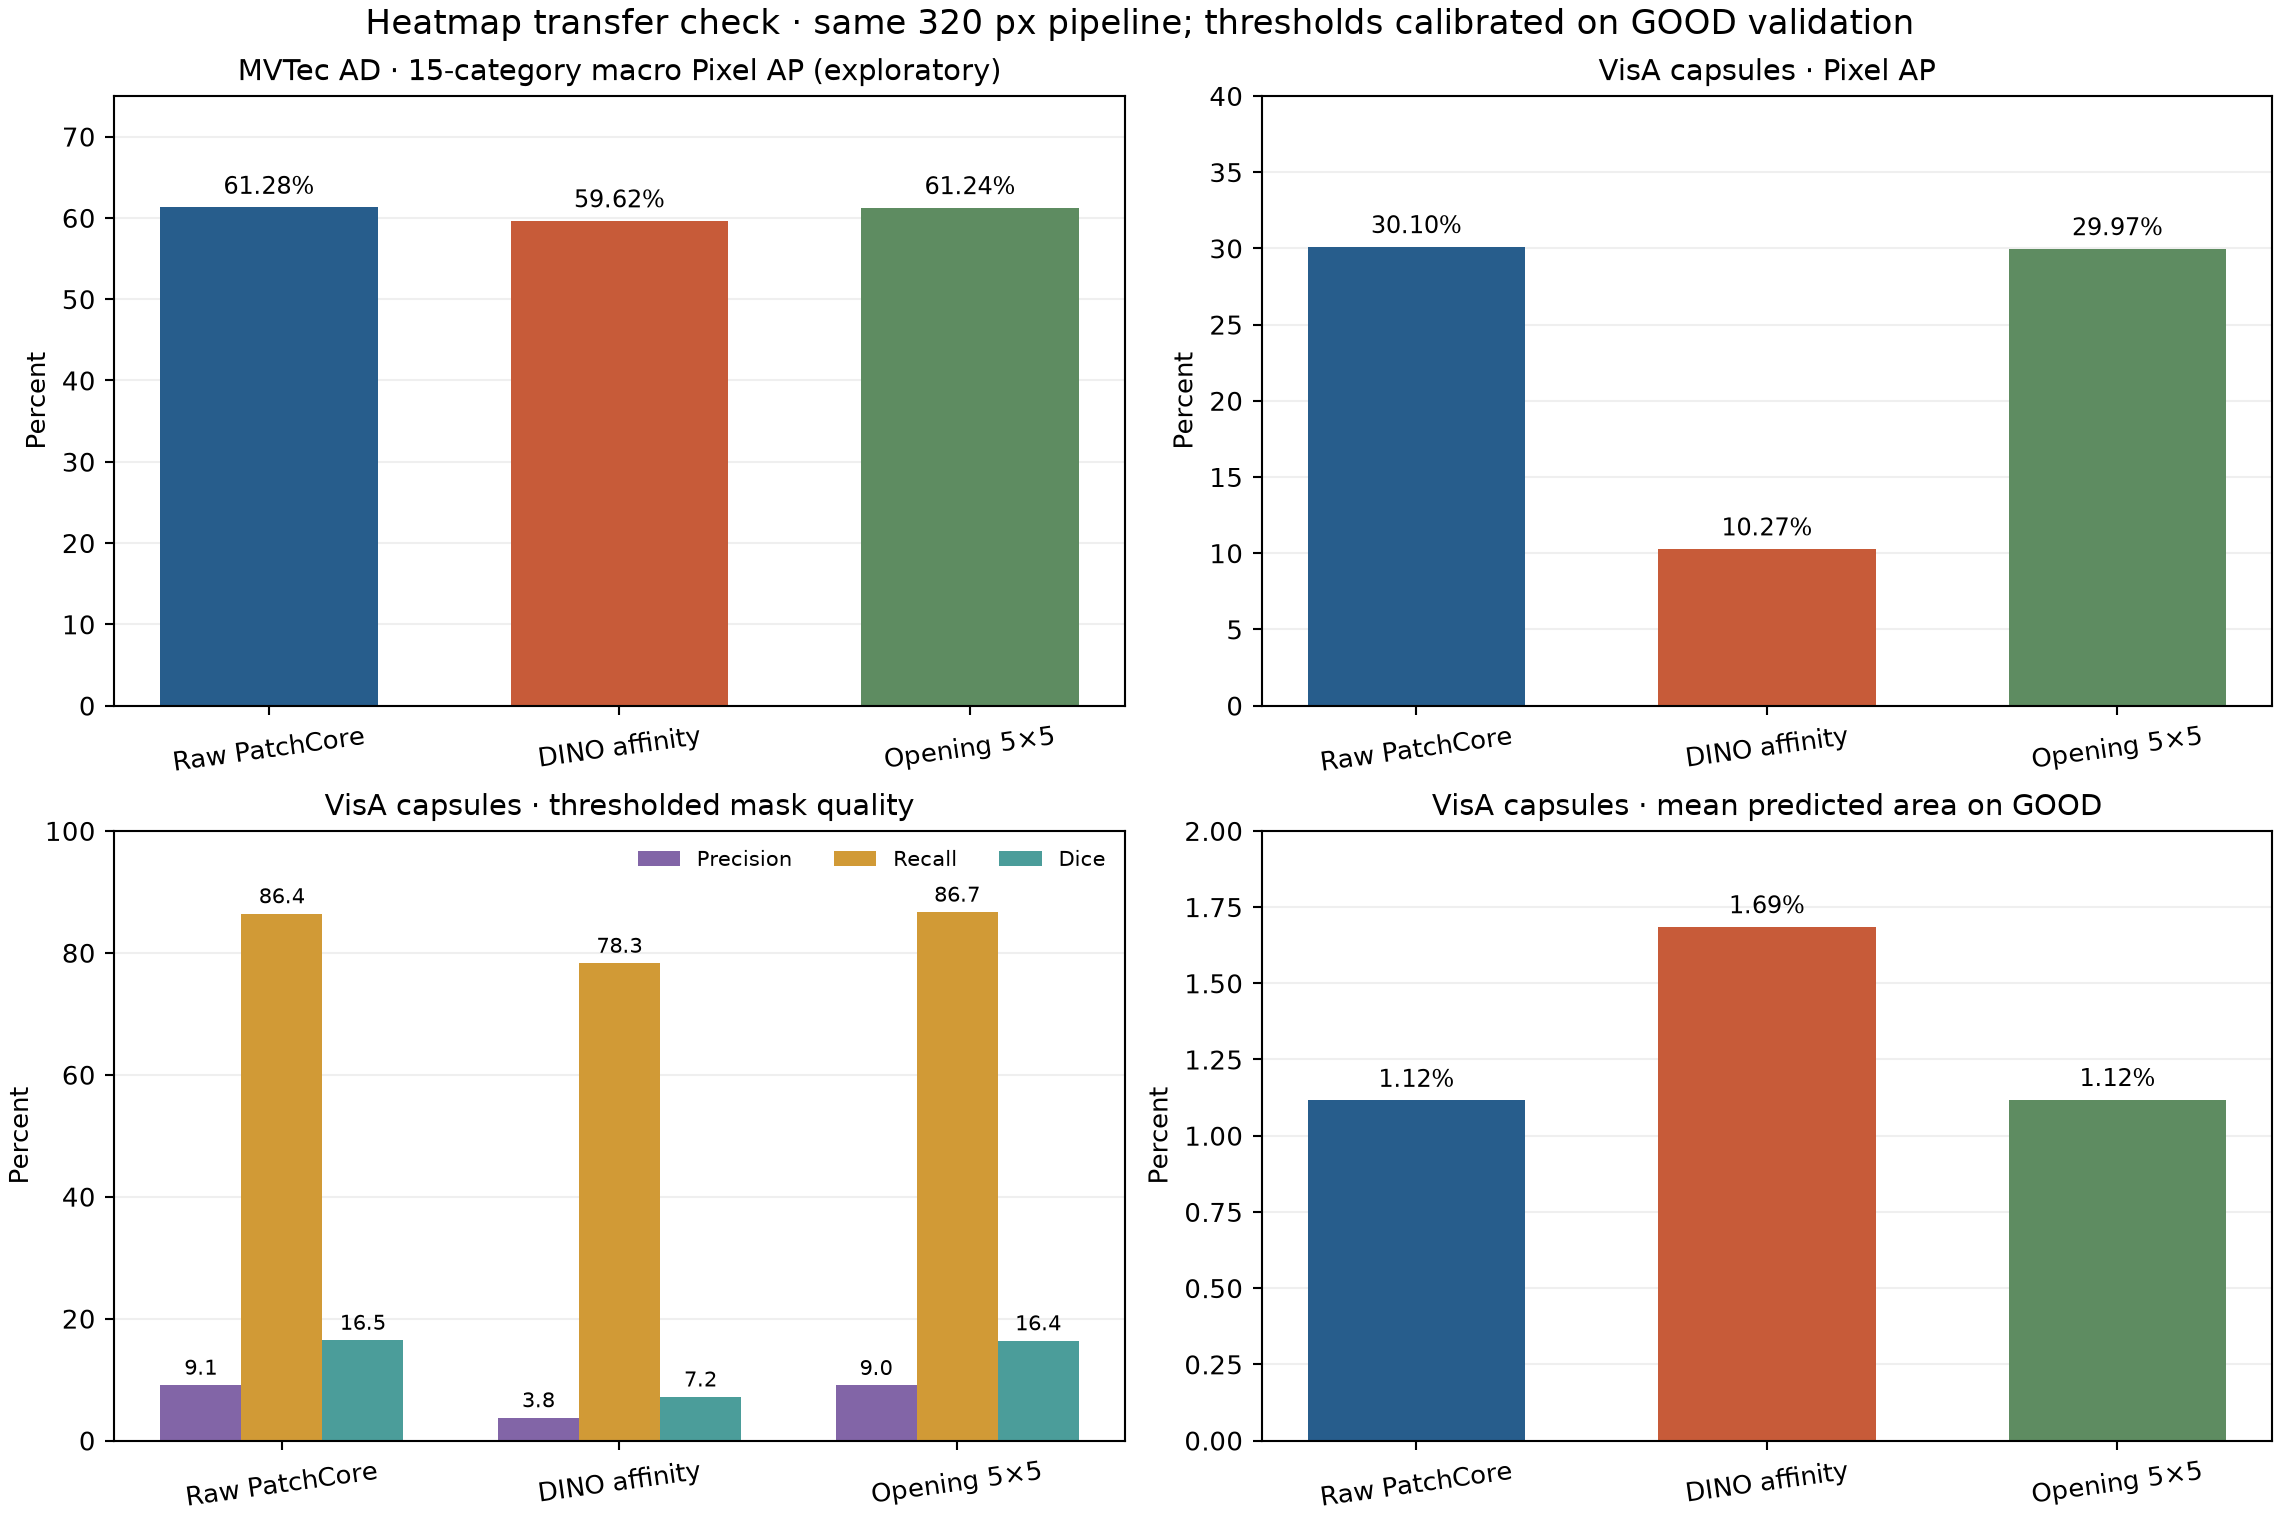 Heatmap transfer check · same 320 px pipeline; thresholds calibrated on GOOD validation
MVTec AD · 15-category macro Pixel AP (exploratory)
Percent
70
60
50
40
30
20
10
0
61.28%
59.62%
61.24%
Raw PatchCore
DINO affinity
Opening 5×5
VisA capsules · Pixel AP
Percent
40
35
30
25
20
15
10
5
0
30.10%
10.27%
29.97%
Raw PatchCore
DINO affinity
Opening 5×5
VisA capsules · thresholded mask quality
Percent
100
80
60
40
20
0
Precision
Recall
Dice
9.1
86.4
16.5
3.8
78.3
7.2
9.0
86.7
16.4
Raw PatchCore
DINO affinity
Opening 5×5
VisA capsules · mean predicted area on GOOD
Percent
2.00
1.75
1.50
1.25
1.00
0.75
0.50
0.25
0.00
1.12%
1.69%
1.12%
Raw PatchCore
DINO affinity
Opening 5×5